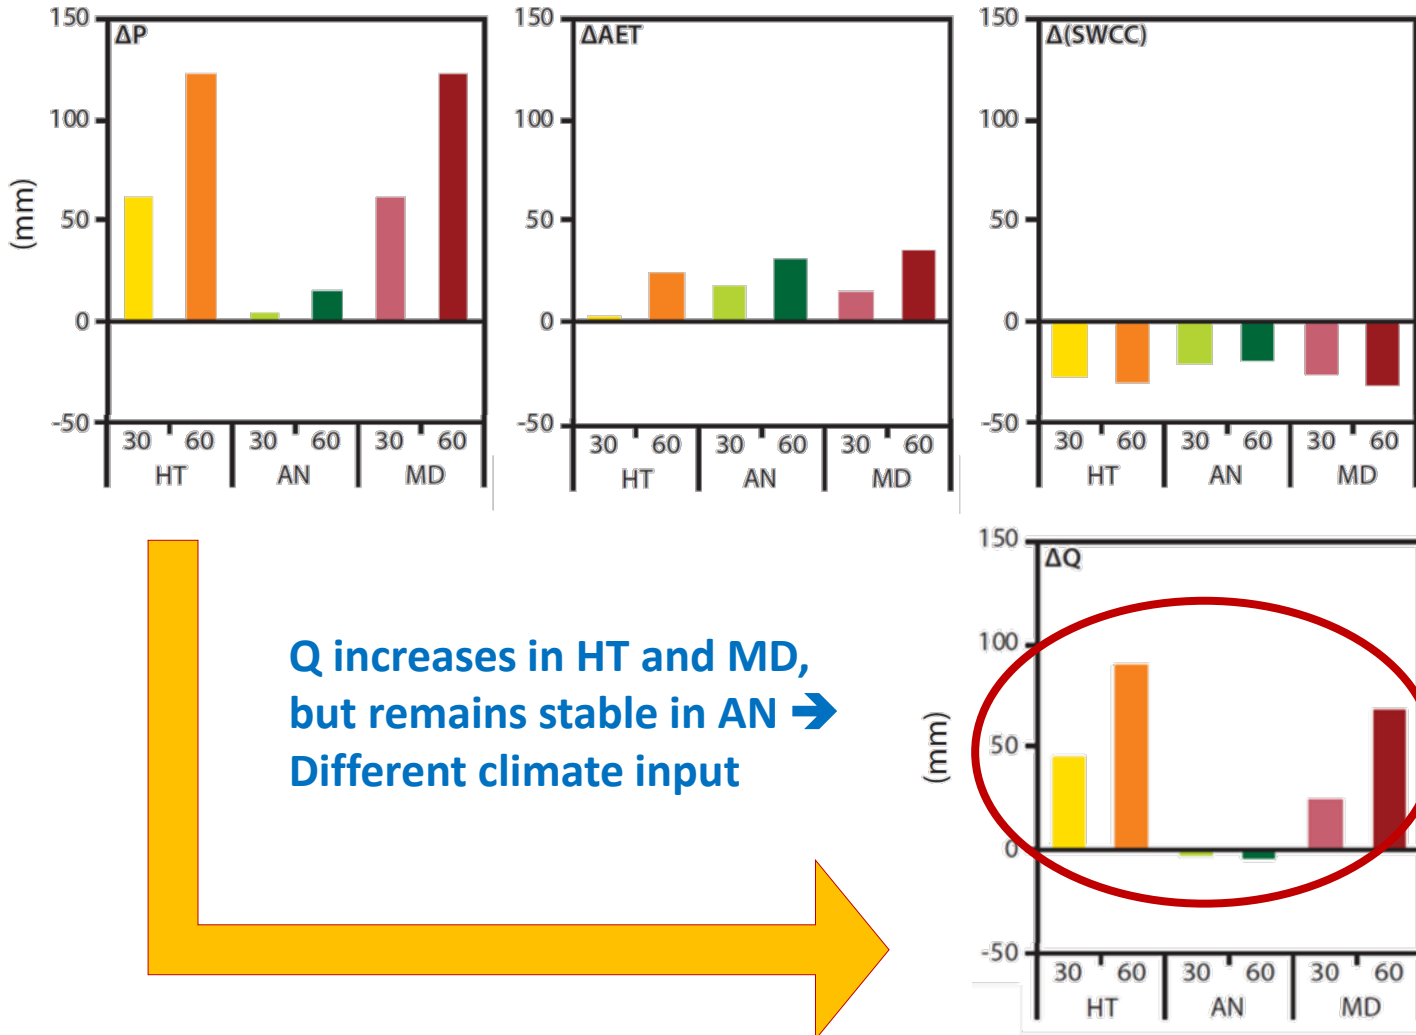 150
ΔP
100
50
0
-50
(mm)
30 60 30 60 30 60
HT AN MD
150
ΔAET
100
50
0
-50
30 60 30 60 30 60
HT AN MD
150
Δ(SWCC)
100
50
0
-50
30 60 30 60 30 60
HT AN MD
Q increases in HT and MD,
but remains stable in AN ➔
Different climate input
150
ΔQ
100
50
0
-50
(mm)
30 60 30 60 30 60
HT AN MD